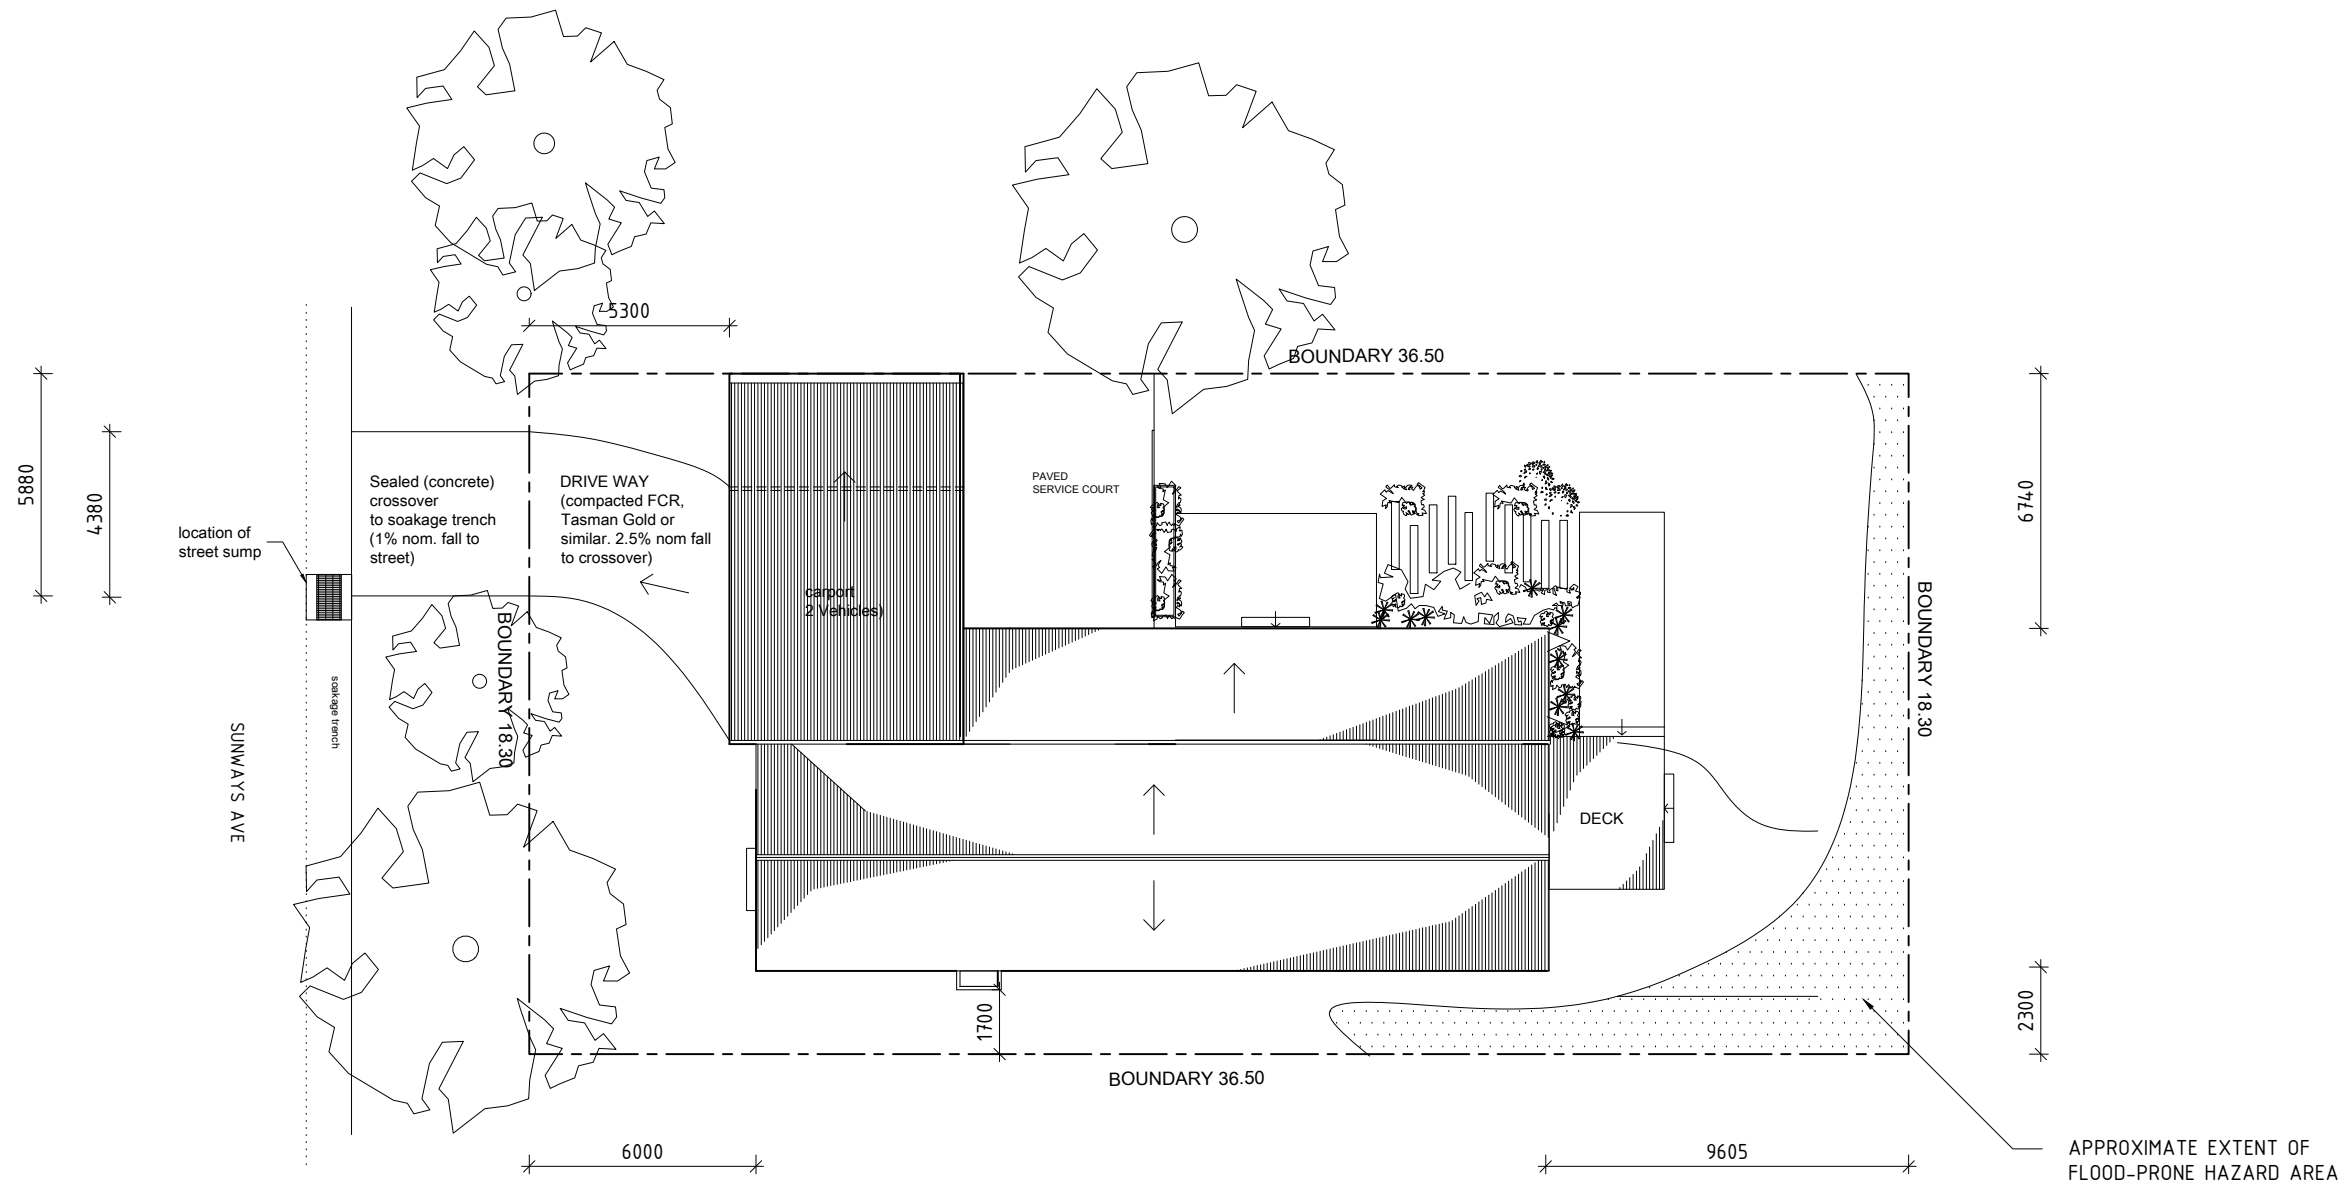 5300
BOUNDARY 36.50
5880
4380
Sealed (concrete)
crossover
to soakage trench
(1% nom. fall to
street)
DRIVE WAY
(compacted FCR,
Tasman Gold or
similar. 2.5% nom fall
to crossover)
location of
street sump
carport
2 Vehicles)
PAVED
SERVICE COURT
6740
BOUNDARY 18.30
BOUNDARY 18.30
soakage trench
SUNWAYS AVE
DECK
1700
2300
BOUNDARY 36.50
6000
9605
APPROXIMATE EXTENT OF
FLOOD-PRONE HAZARD AREA